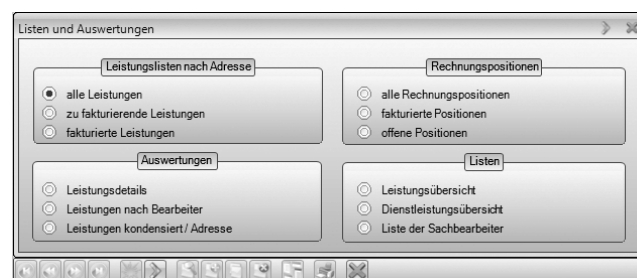 Listen und Auswertungen
Leistungslisten nach Adresse
alle Leistungen
zu fakturierende Leistungen
fakturierte Leistungen
Rechnungspositionen
alle Rechnungspositionen
fakturierte Positionen
offene Positionen
Auswertungen
Leistungsdetails
Leistungen nach Bearbeiter
Leistungen kondensiert / Adresse
Listen
Leistungsübersicht
Dienstleistungsübersicht
Liste der Sachbearbeiter